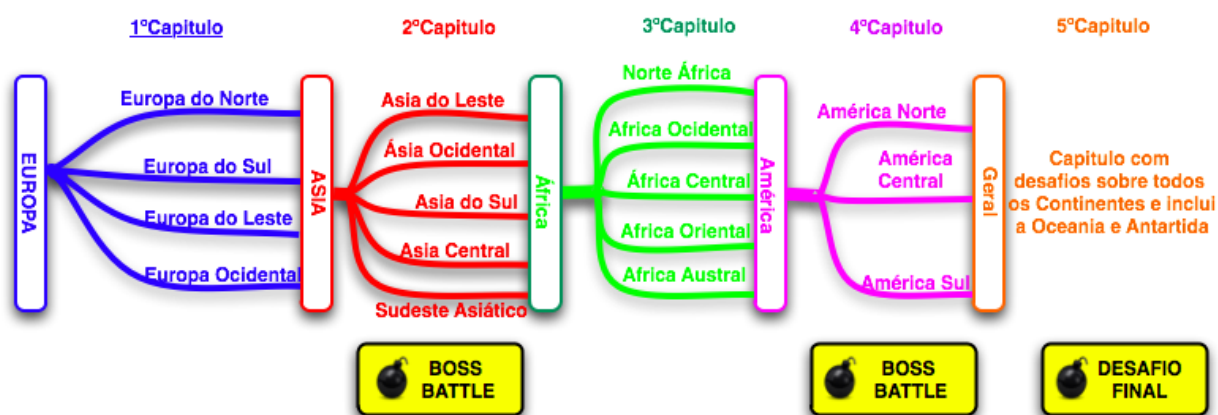 1ºCapitulo
2ºCapitulo
3ºCapitulo
4ºCapitulo
5ºCapitulo
EUROPA
Europa do Norte
Europa do Sul
Europa do Leste
Europa Ocidental
ASIA
Asia do Leste
Ásia Ocidental
Asia do Sul
Asia Central
Sudeste Asiático
África
Norte África
Africa Ocidental
África Central
Africa Oriental
Africa Austral
América
América Norte
América
Central
América Sul
Geral
Capitulo com
desafios sobre todos
os Continentes e inclui
a Oceania e Antartida
BOSS
BATTLE
BOSS
BATTLE
DESAFIO
FINAL